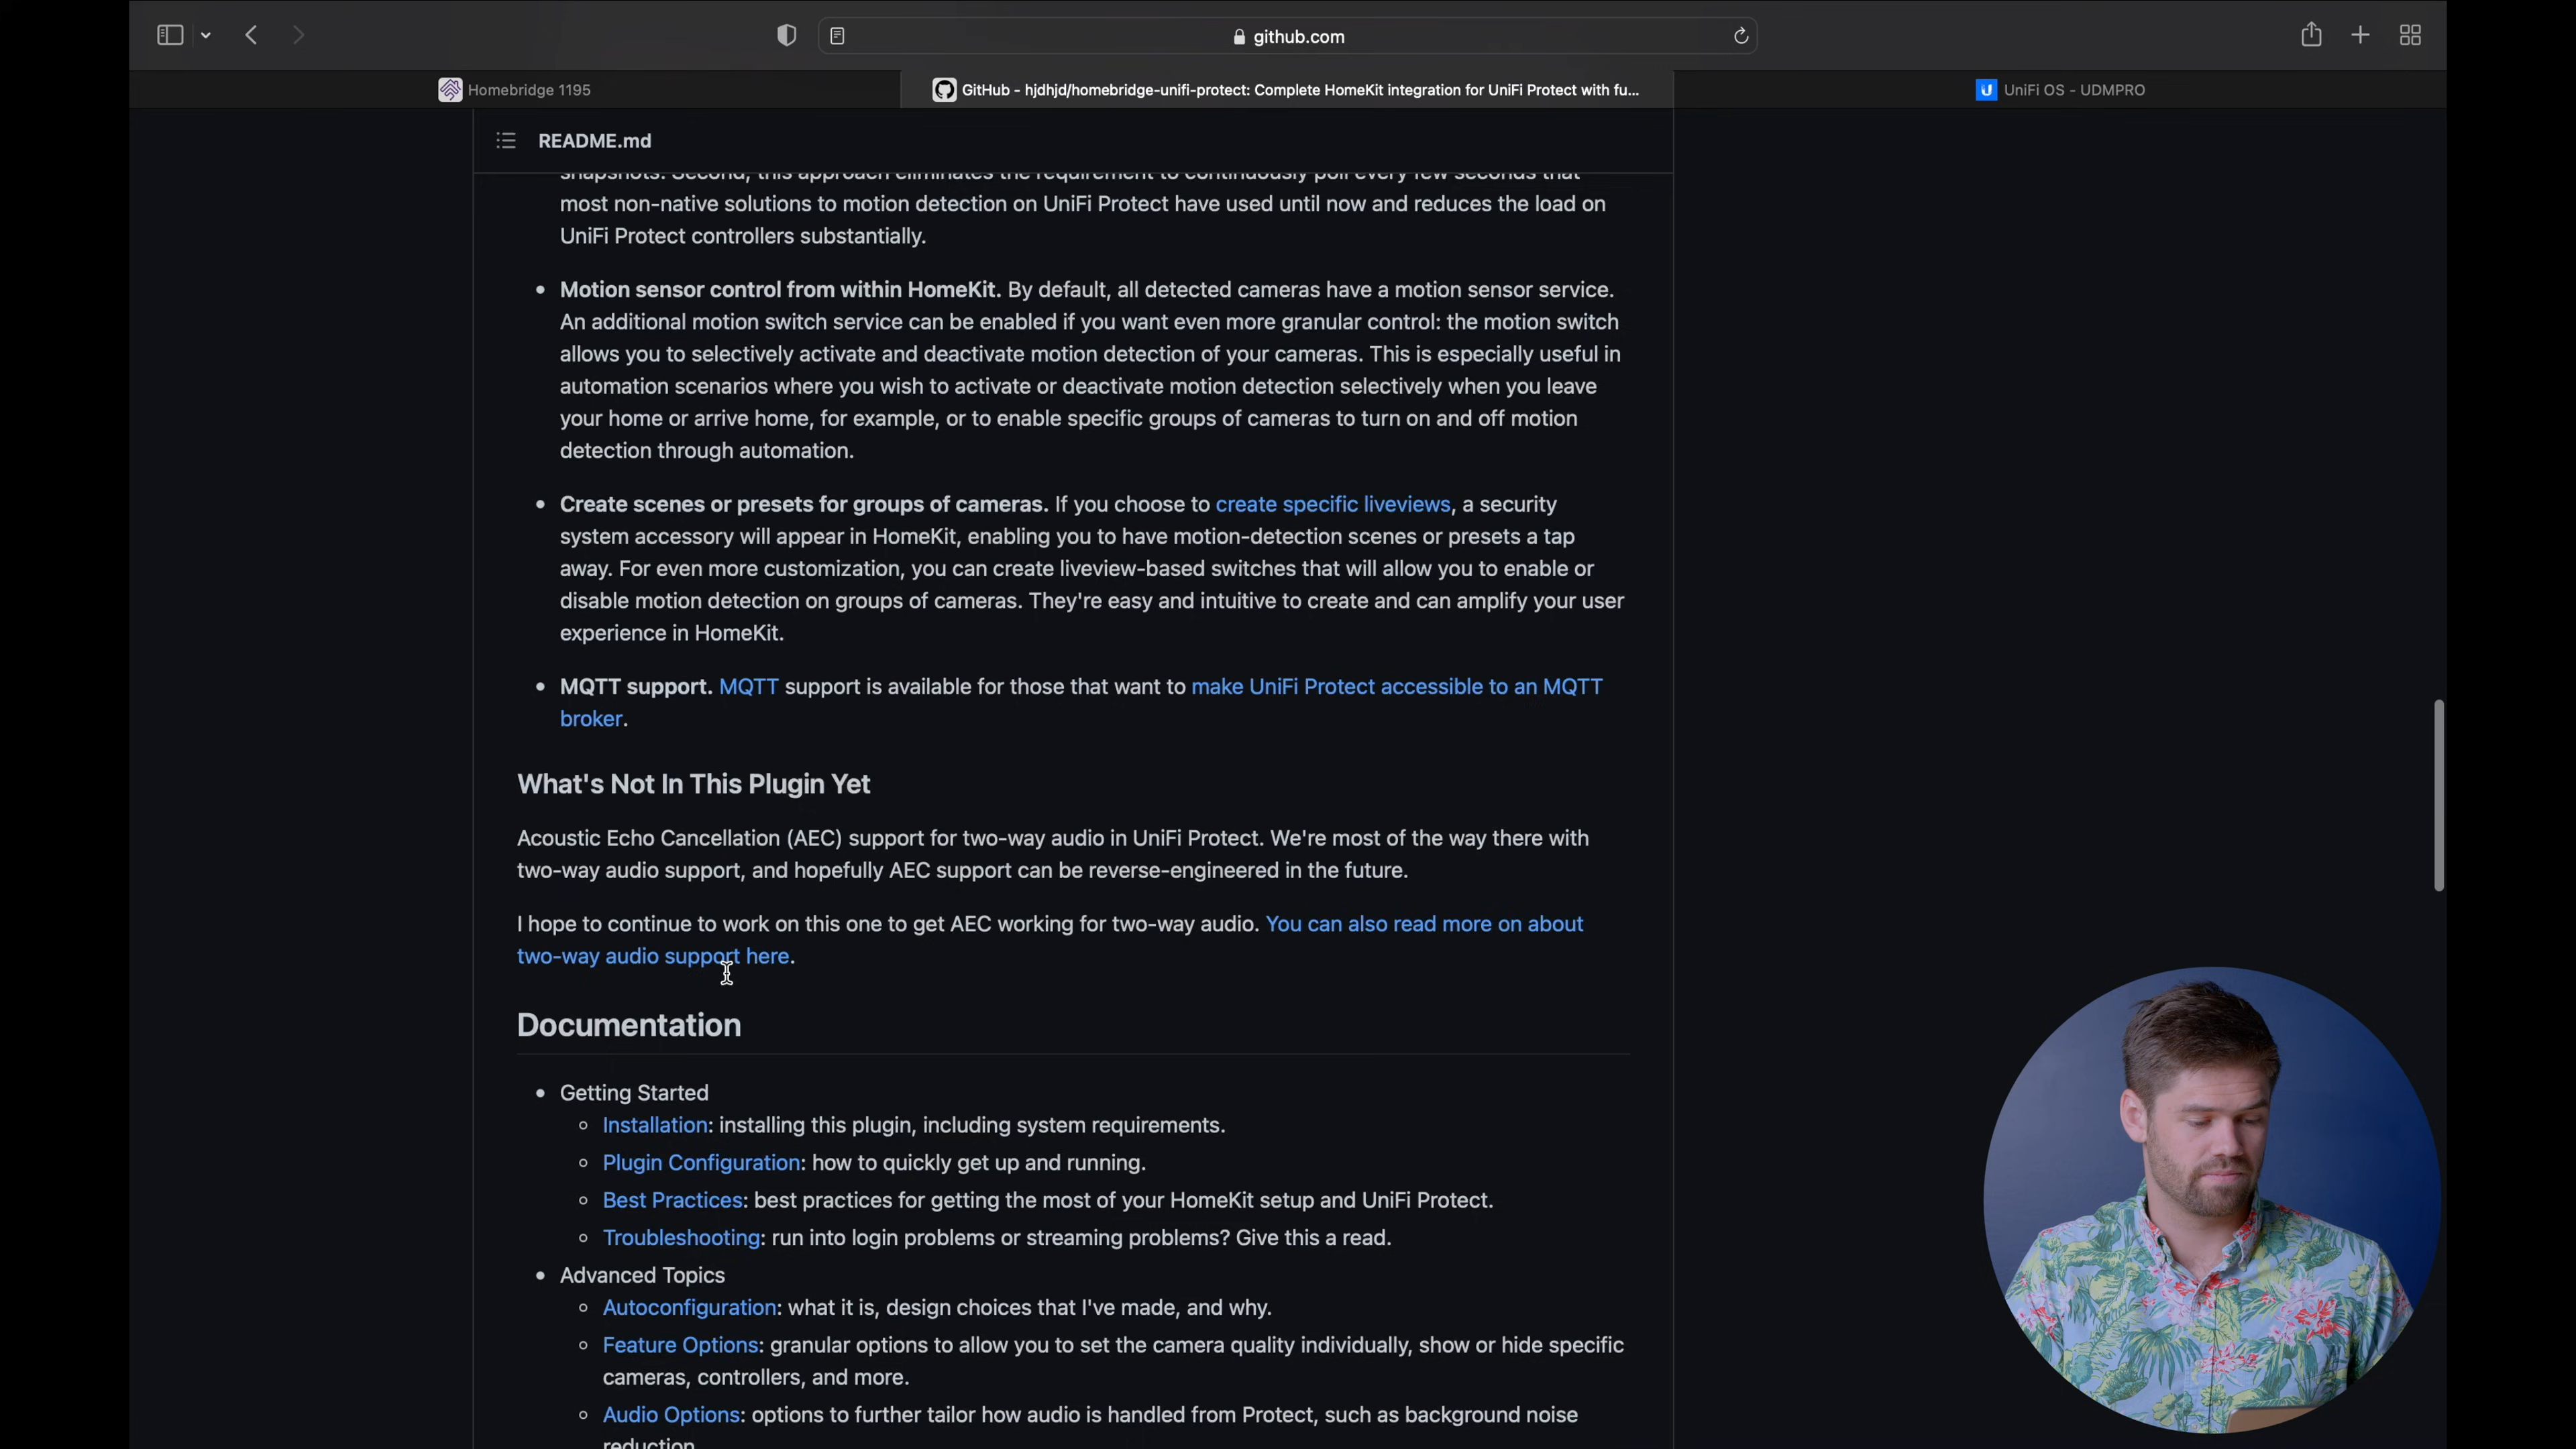 github.com
Homebridge 1195
GitHub - hjdhjd/homebridge-unifi-protect: Complete HomeKit integration for UniFi Protect with fu...
UniFi OS - UDMPRO
README.md
snapshots. Second, this approach eliminates the requirement to continuously poll every few seconds that
most non-native solutions to motion detection on UniFi Protect have used until now and reduces the load on
UniFi Protect controllers substantially.
• Motion sensor control from within HomeKit. By default, all detected cameras have a motion sensor service.
An additional motion switch service can be enabled if you want even more granular control: the motion switch
allows you to selectively activate and deactivate motion detection of your cameras. This is especially useful in
automation scenarios where you wish to activate or deactivate motion detection selectively when you leave
your home or arrive home, for example, or to enable specific groups of cameras to turn on and off motion
detection through automation.
• Create scenes or presets for groups of cameras. If you choose to create specific liveviews, a security
system accessory will appear in HomeKit, enabling you to have motion-detection scenes or presets a tap
away. For even more customization, you can create liveview-based switches that will allow you to enable or
disable motion detection on groups of cameras. They're easy and intuitive to create and can amplify your user
experience in HomeKit.
• MQTT support. MQTT support is available for those that want to make UniFi Protect accessible to an MQTT
broker.
What's Not In This Plugin Yet
Acoustic Echo Cancellation (AEC) support for two-way audio in UniFi Protect. We're most of the way there with
two-way audio support, and hopefully AEC support can be reverse-engineered in the future.
I hope to continue to work on this one to get AEC working for two-way audio. You can also read more on about
two-way audio support here.
Documentation
• Getting Started
◦ Installation: installing this plugin, including system requirements.
◦ Plugin Configuration: how to quickly get up and running.
◦ Best Practices: best practices for getting the most of your HomeKit setup and UniFi Protect.
◦ Troubleshooting: run into login problems or streaming problems? Give this a read.
• Advanced Topics
◦ Autoconfiguration: what it is, design choices that I've made, and why.
◦ Feature Options: granular options to allow you to set the camera quality individually, show or hide specific
cameras, controllers, and more.
◦ Audio Options: options to further tailor how audio is handled from Protect, such as background noise
reduction.